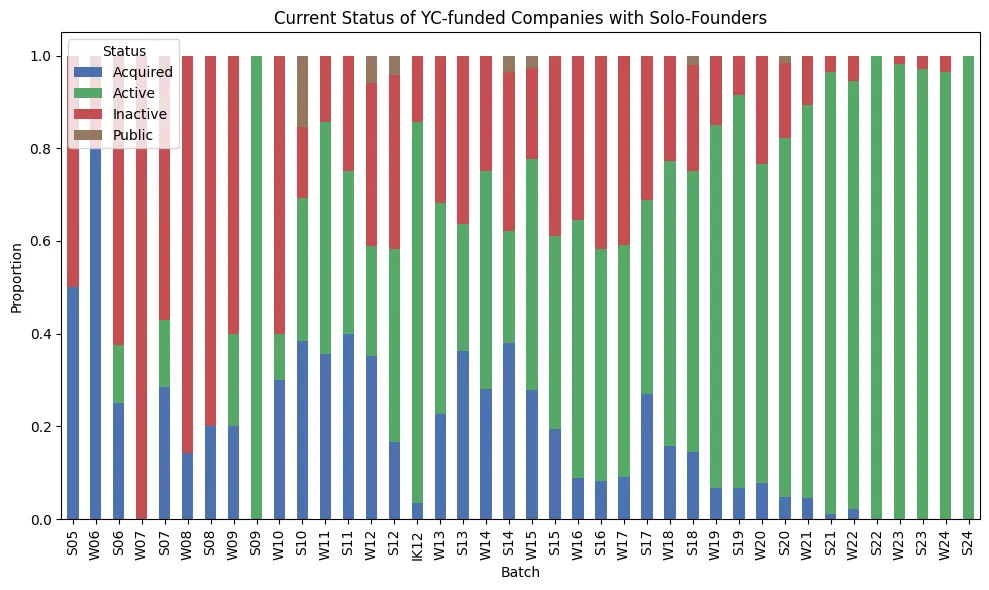 Current Status of YC-funded Companies with Solo-Founders
Status
Acquired
Active
Inactive
Public
Proportion
1.0
0.8
0.6
0.4
0.2
0.0
S05 W06 S06 W07 S07 W08 S08 W09 S09 W10 S10 W11 S11 W12 S12 IK12 W13 S13 W14 S14 W15 S15 W16 S16 W17 S17 W18 S18 W19 S19 W20 S20 W21 S21 W22 S22 W23 S23 W24 S24
Batch